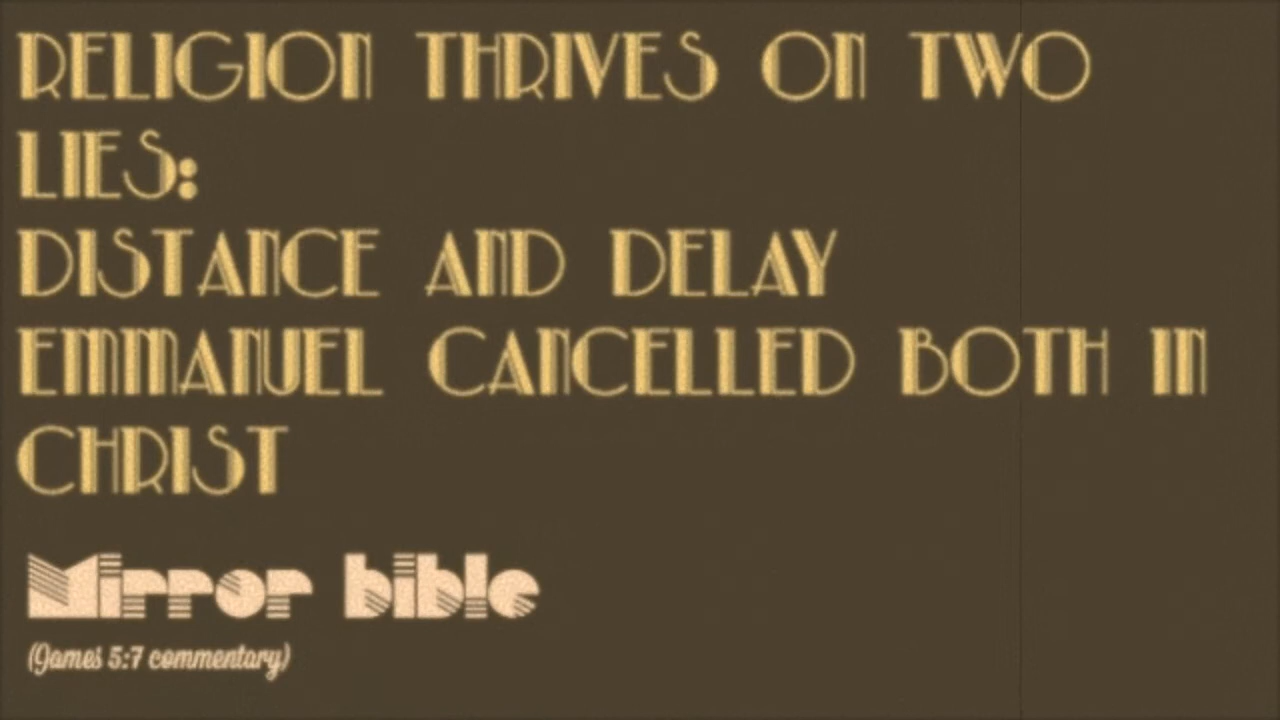 RELIGION THRIVES ON TWO
LIES:
DISTANCE AND DELAY
EMMANUEL CANCELLED BOTH IN
CHRIST
Mirror bible
(James 5:7 commentary)